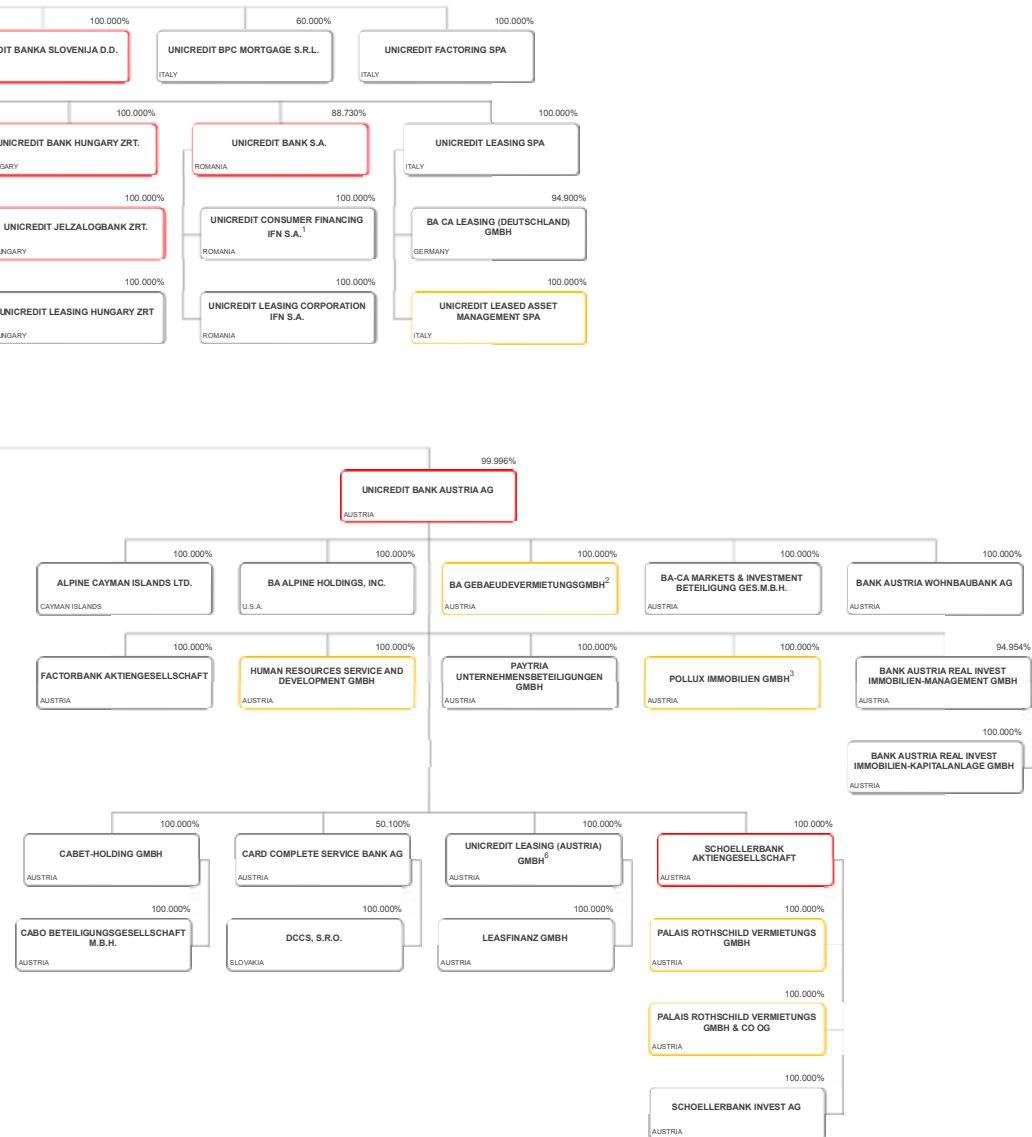 100.000%
60.000%
100.000%
DIT BANKA SLOVENIJA D.D.
UNICREDIT BPC MORTGAGE S.R.L.
UNICREDIT FACTORING SPA
ITALY
ITALY
100.000%
88.730%
100.000%
UNICREDIT BANK HUNGARY ZRT.
UNICREDIT BANK S.A.
UNICREDIT LEASING SPA
GARY
ROMANIA
ITALY
100.000%
100.000%
94.900%
UNICREDIT JELZALOGBANK ZRT.
UNICREDIT CONSUMER FINANCING
IFN S.A.1
BA CA LEASING (DEUTSCHLAND)
GMBH
UNGARY
ROMANIA
GERMANY
100.000%
100.000%
100.000%
UNICREDIT LEASING HUNGARY ZRT
UNICREDIT LEASING CORPORATION
IFN S.A.
UNICREDIT LEASED ASSET
MANAGEMENT SPA
UNGARY
ROMANIA
ITALY
99.996%
UNICREDIT BANK AUSTRIA AG
AUSTRIA
100.000%
100.000%
100.000%
100.000%
100.000%
ALPINE CAYMAN ISLANDS LTD.
BA ALPINE HOLDINGS, INC.
BA GEBAEUDEVERMIETUNGSGMBH2
BA-CA MARKETS & INVESTMENT
BETEILIGUNG GES.M.B.H.
BANK AUSTRIA WOHNBAUBANK AG
CAYMAN ISLANDS
U.S.A.
AUSTRIA
AUSTRIA
AUSTRIA
100.000%
100.000%
100.000%
100.000%
94.954%
FACTORBANK AKTIENGESELLSCHAFT
HUMAN RESOURCES SERVICE AND
DEVELOPMENT GMBH
PAYTRIA
UNTERNEHMENSBETEILIGUNGEN
GMBH
POLLUX IMMOBILIEN GMBH3
BANK AUSTRIA REAL INVEST
IMMOBILIEN-MANAGEMENT GMBH
AUSTRIA
AUSTRIA
AUSTRIA
AUSTRIA
AUSTRIA
100.000%
BANK AUSTRIA REAL INVEST
IMMOBILIEN-KAPITALANLAGE GMBH
AUSTRIA
100.000%
50.100%
100.000%
100.000%
CABET-HOLDING GMBH
CARD COMPLETE SERVICE BANK AG
UNICREDIT LEASING (AUSTRIA)
GMBH6
SCHOELLERBANK
AKTIENGESELLSCHAFT
AUSTRIA
AUSTRIA
AUSTRIA
AUSTRIA
100.000%
100.000%
100.000%
100.000%
CABO BETEILIGUNGSGESELLSCHAFT
M.B.H.
DCCS, S.R.O.
LEASFINANZ GMBH
PALAIS ROTHSCHILD VERMIETUNGS
GMBH
AUSTRIA
SLOVAKIA
AUSTRIA
AUSTRIA
100.000%
PALAIS ROTHSCHILD VERMIETUNGS
GMBH & CO OG
AUSTRIA
100.000%
SCHOELLERBANK INVEST AG
AUSTRIA